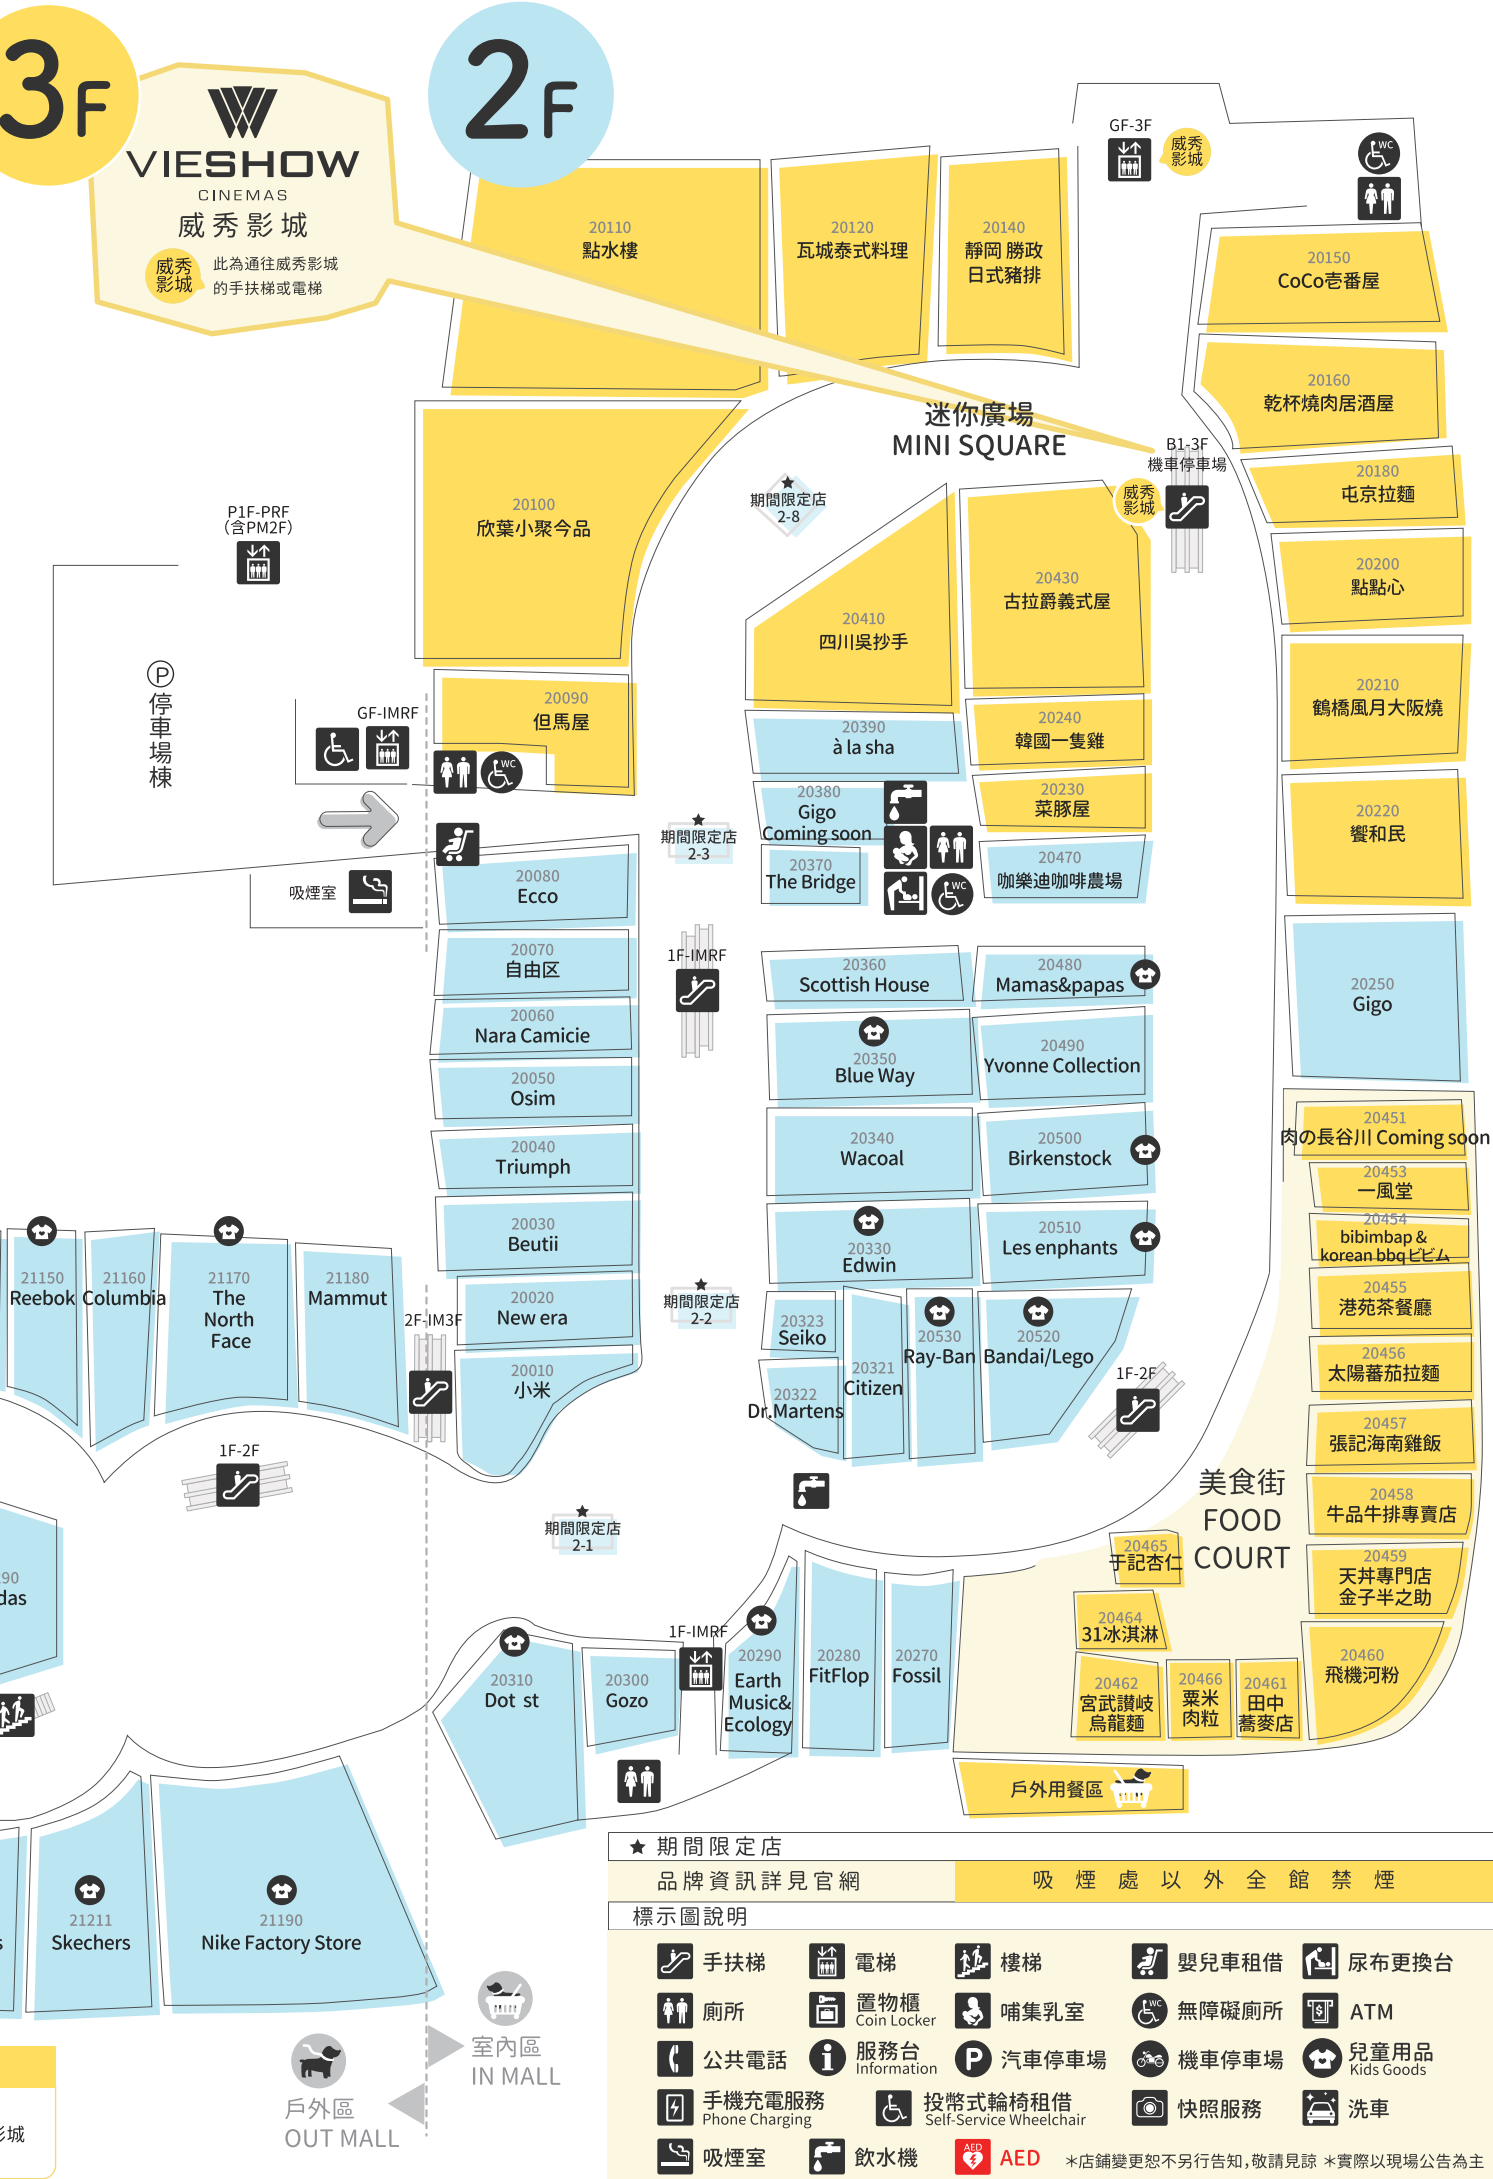 3F
VIESHOW
CINEMAS
威秀影城
威秀
影城
此為通往威秀影城
的手扶梯或電梯
2F
GF-3F
威秀
影城
WC
20110
點水樓
20120
瓦城泰式料理
20140
靜岡 勝政
日式豬排
20150
CoCo壱番屋
20160
乾杯燒肉居酒屋
迷你廣場
MINI SQUARE
B1-3F
機車停車場
威秀
影城
20180
屯京拉麵
20100
欣葉小聚今品
★
期間限定店
2-8
P1F-PRF
(含PM2F)
20430
古拉爵義式屋
20200
點點心
20410
四川吳抄手
P
停車場棟
20210
鶴橋風月大阪燒
20090
但馬屋
GF-IMRF
WC
20390
à la sha
20240
韓國一隻雞
20380
Gigo
Coming soon
20230
菜豚屋
20220
饗和民
★
期間限定店
2-3
20370
The Bridge
WC
20470
咖樂迪咖啡農場
吸煙室
20080
Ecco
20070
自由区
1F-IMRF
20360
Scottish House
20480
Mamas&papas
20250
Gigo
20060
Nara Camicie
20350
Blue Way
20490
Yvonne Collection
20050
Osim
20451
肉の長谷川 Coming soon
20040
Triumph
20340
Wacoal
20500
Birkenstock
20453
一風堂
20454
bibimbap &
korean bbq ビビム
20030
Beutii
20330
Edwin
20510
Les enphants
21150
Reebok
21160
Columbia
21170
The
North
Face
21180
Mammut
20455
港苑茶餐廳
20020
New era
★
期間限定店
2-2
2F-IM3F
20323
Seiko
20530
Ray-Ban
20520
Bandai/Lego
20456
太陽蕃茄拉麵
20010
小米
20321
Citizen
1F-2F
20322
Dr.Martens
20457
張記海南雞飯
1F-2F
美食街
FOOD
COURT
20458
牛品牛排專賣店
★
期間限定店
2-1
20465
于記杏仁
20459
天丼專門店
金子半之助
90
das
20464
31冰淇淋
20460
飛機河粉
1F-IMRF
20310
Dot st
20300
Gozo
20290
Earth
Music&
Ecology
20280
FitFlop
20270
Fossil
20462
宮武讃岐
烏龍麵
20466
粟米
肉粒
20461
田中
蕎麥店
戶外用餐區
★ 期間限定店
品牌資訊詳見官網
吸煙處以外全館禁煙
標示圖說明
s
21211
Skechers
21190
Nike Factory Store
手扶梯
電梯
樓梯
嬰兒車租借
尿布更換台
廁所
置物櫃
Coin Locker
哺集乳室
WC
無障礙廁所
$
ATM
公共電話
i
服務台
Information
P
汽車停車場
機車停車場
兒童用品
Kids Goods
手機充電服務
Phone Charging
投幣式輪椅租借
Self-Service Wheelchair
快照服務
洗車
吸煙室
飲水機
AED
AED
＊店鋪變更恕不另行告知，敬請見諒 ＊實際以現場公告為主
室內區
IN MALL
戶外區
OUT MALL
影城